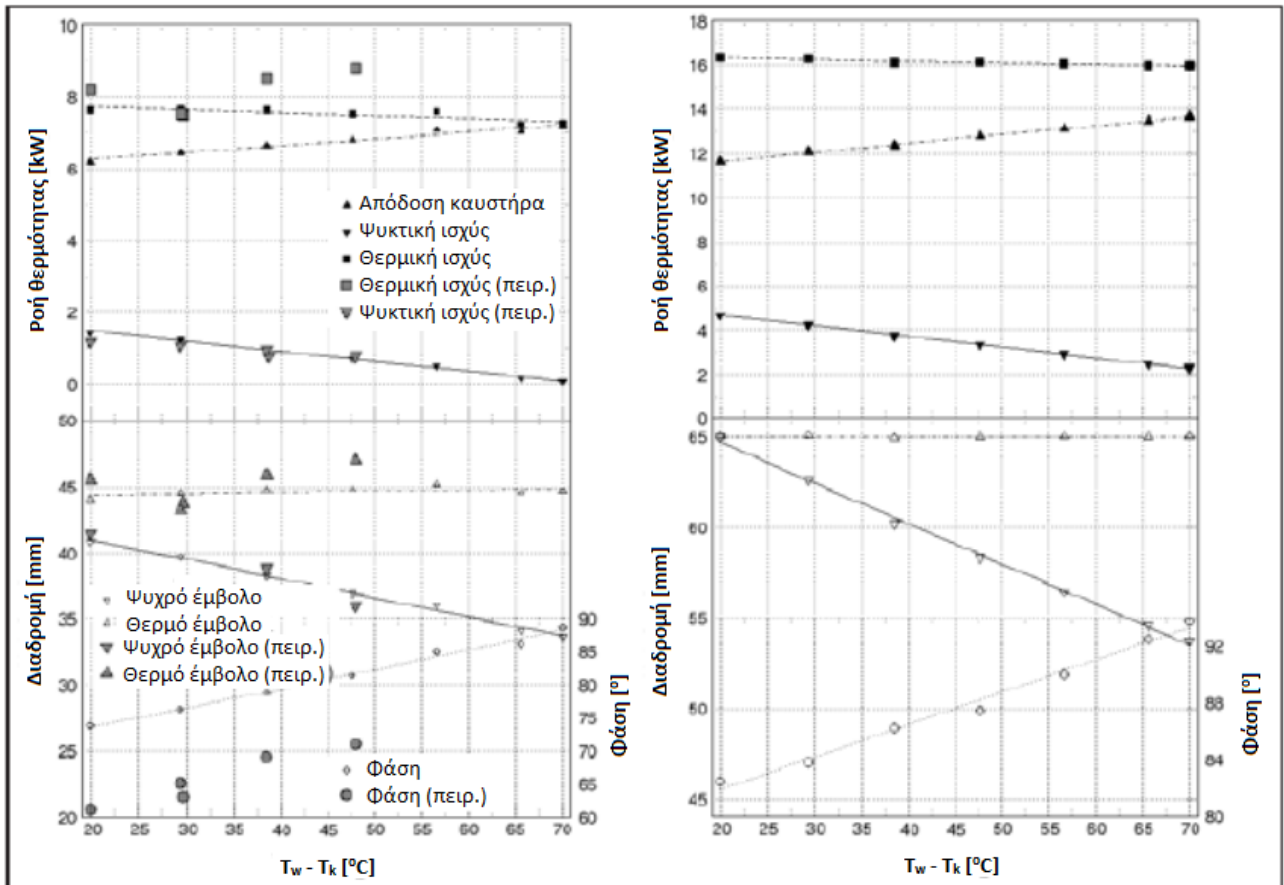 10
8
6
4
2
0
Ροή θερμότητας [kW]
Απόδοση καυστήρα
Ψυκτική ισχύς
Θερμική ισχύς
Θερμική ισχύς (πειρ.)
Ψυκτική ισχύς (πειρ.)
50
45
40
35
30
25
20
Διαδρομή [mm]
Ψυχρό έμβολο
Θερμό έμβολο
Ψυχρό έμβολο (πειρ.)
Θερμό έμβολο (πειρ.)
Φάση
Φάση (πειρ.)
90
85
80
75
70
65
60
Φάση [º]
20 25 30 35 40 45 50 55 60 65 70
Tw - Tk [ºC]
18
16
14
12
10
8
6
4
2
0
Ροή θερμότητας [kW]
65
60
55
50
45
Διαδρομή [mm]
92
88
84
80
Φάση [º]
20 25 30 35 40 45 50 55 60 65 70
Tw - Tk [ºC]